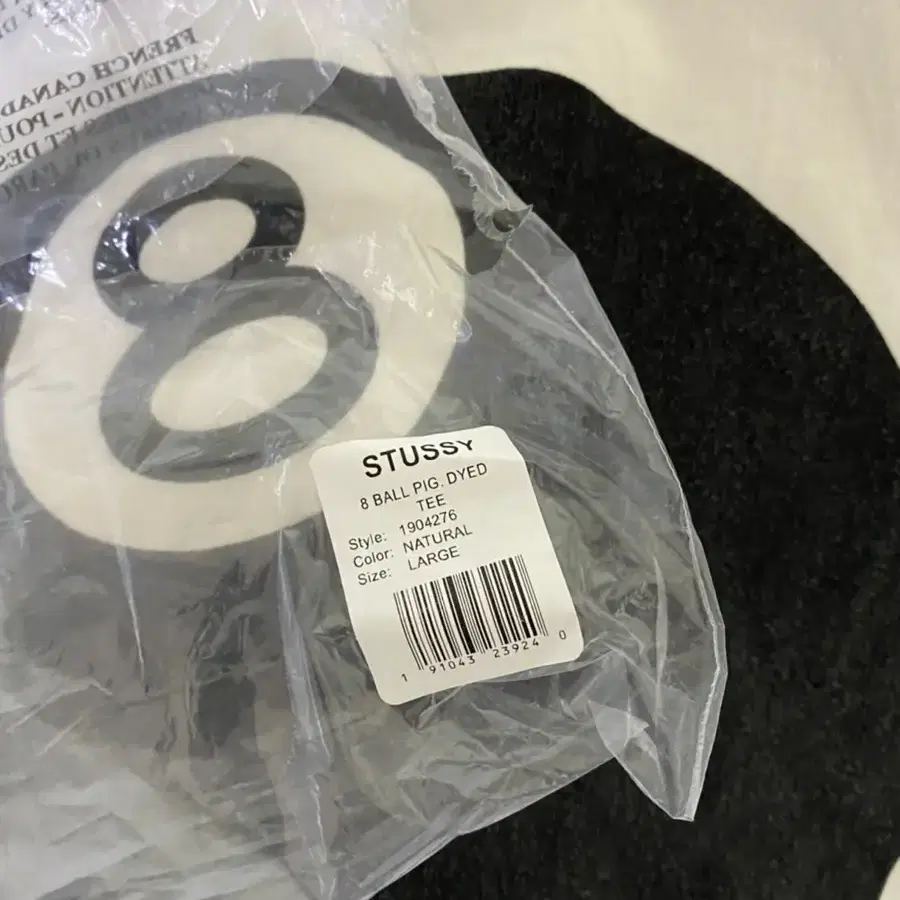 FRENCH CANAD
ATTENTION - POU
8
STUSSY
8 BALL PIG. DYED
TEE
Style: 1904276
Color: NATURAL
Size: LARGE
1 91043 23924 0